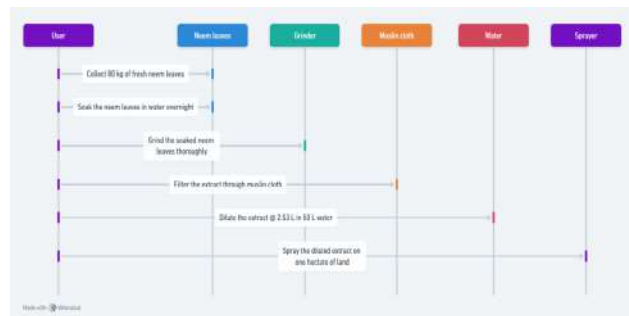 User Neem leaves Grinder Muslin cloth Water Sprayer
Collect 80 kg of fresh neem leaves
Soak the neem leaves in water overnight
Grind the soaked neem
leaves thoroughly
Filter the extract through muslin cloth
Dilute the extract @ 2.53 L in 50 L water
Spray the diluted extract on
one hectare of land
Made with Whimsical